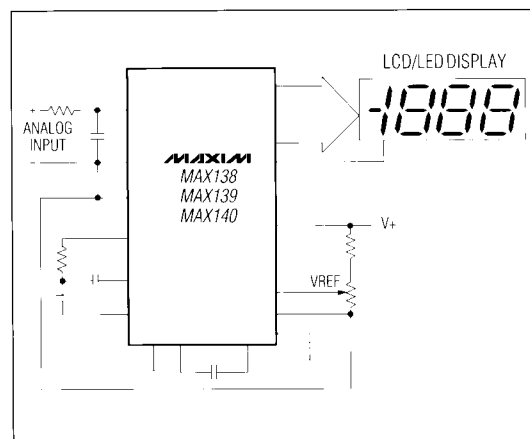 LCD/LED DISPLAY
-1888
+
ANALOG
INPUT
MAXIM
MAX138
MAX139
MAX140
V+
VREF